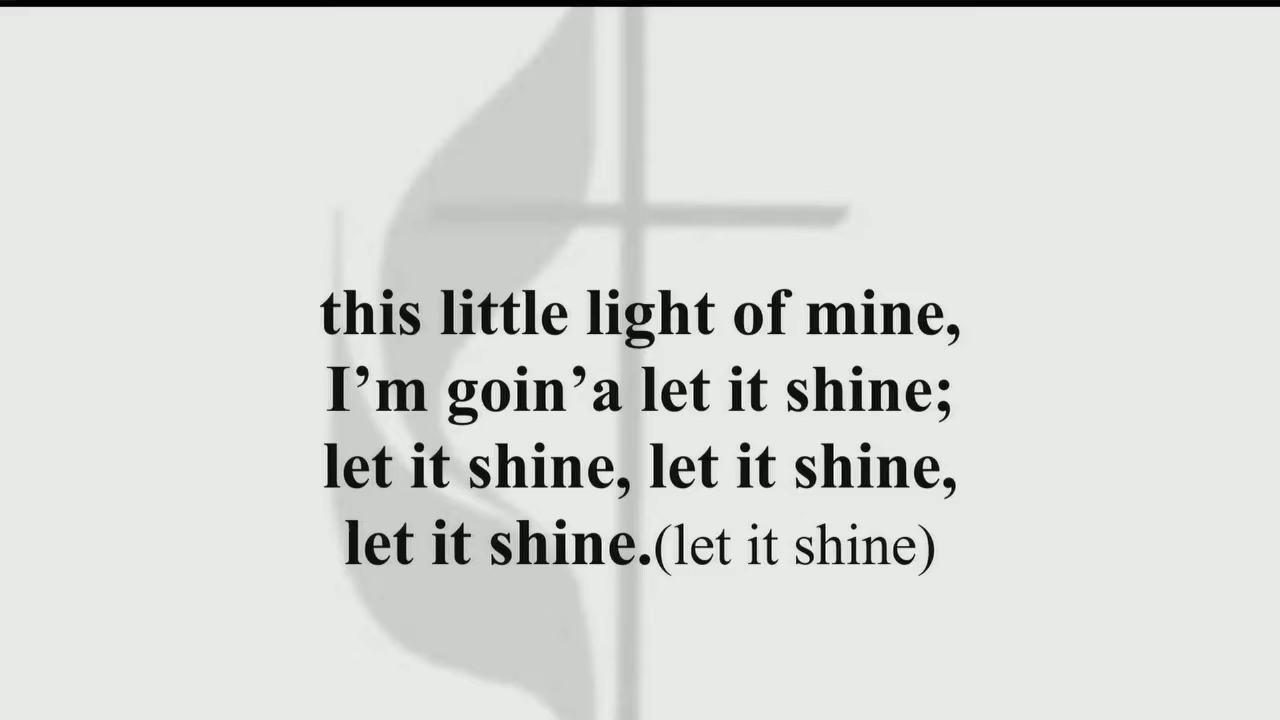 this little light of mine,
I’m goin’a let it shine;
let it shine, let it shine,
let it shine.(let it shine)